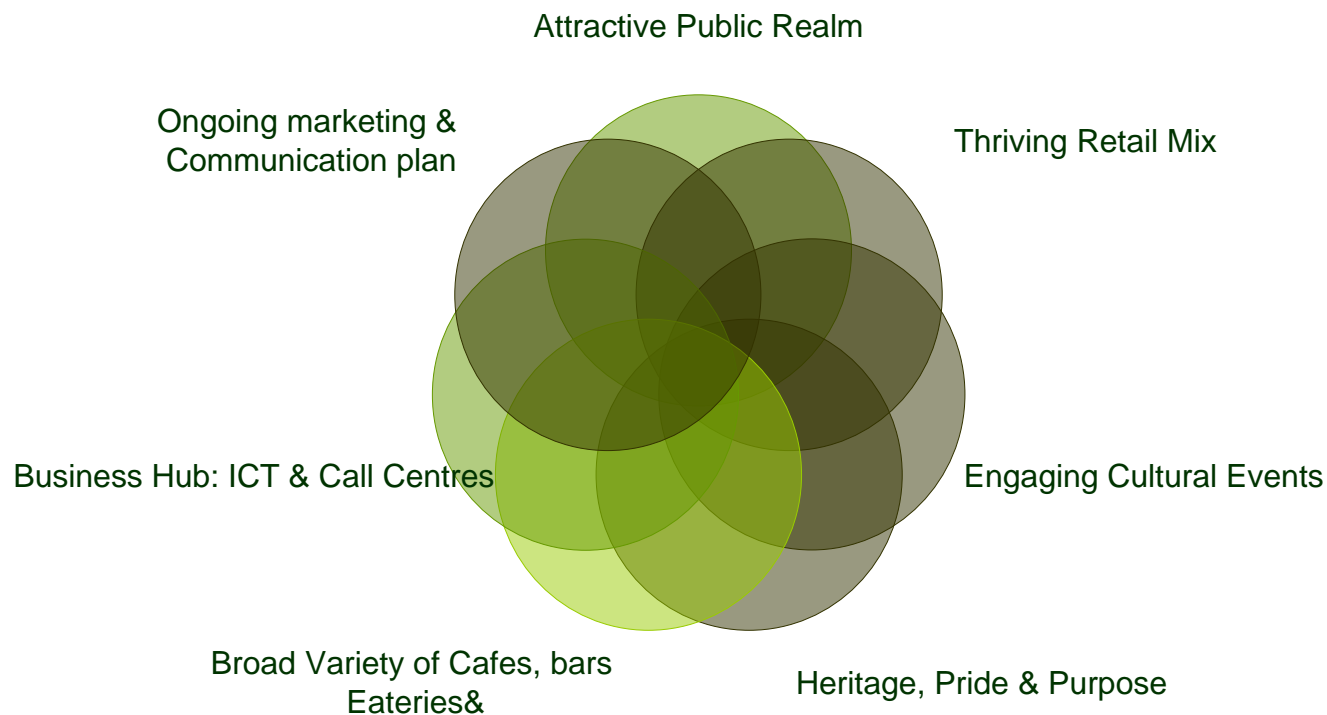 Attractive Public Realm
Ongoing marketing &
Communication plan
Thriving Retail Mix
Business Hub: ICT & Call Centres
Engaging Cultural Events
Broad Variety of Cafes, bars
Eateries&
Heritage, Pride & Purpose